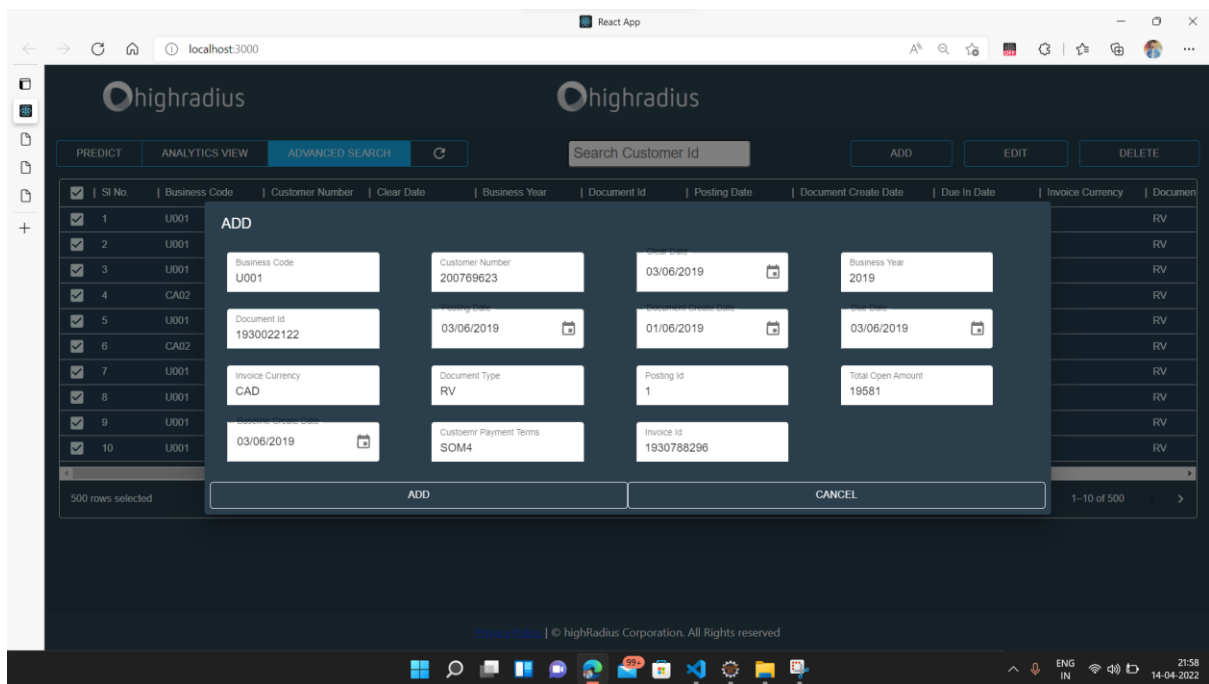 React App
localhost:3000
highradius highradius
PREDICT ANALYTICS VIEW ADVANCED SEARCH Search Customer Id ADD EDIT DELETE
| Sl No. | Business Code | Customer Number | Clear Date | Business Year | Document Id | Posting Date | Document Create Date | Due In Date | Invoice Currency | Documen
1 U001 RV
2 U001 RV
3 U001 RV
4 CA02 RV
5 U001 RV
6 CA02 RV
7 U001 RV
8 U001 RV
9 U001 RV
10 U001 RV
ADD
Business Code Customer Number Clear Date Business Year
U001 200769623 03/06/2019 2019
Document Id Posting Date Document Create Date Due Date
1930022122 03/06/2019 01/06/2019 03/06/2019
Invoice Currency Document Type Posting Id Total Open Amount
CAD RV 1 19581
Baseline Create Date Custoemr Payment Terms Invoice Id
03/06/2019 SOM4 1930788296
ADD CANCEL
500 rows selected 1–10 of 500
Privacy Policy | © highRadius Corporation. All Rights reserved
99+ ENG 21:58
IN 14-04-2022